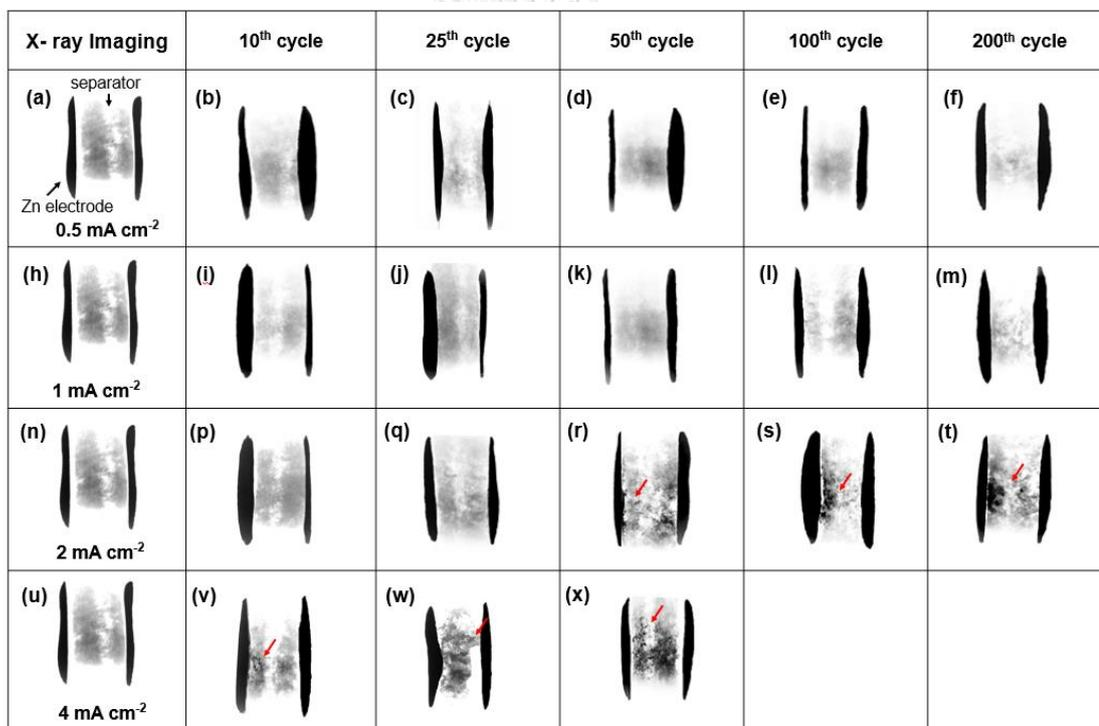 X- ray Imaging 10th cycle 25th cycle 50th cycle 100th cycle 200th cycle
separator
(a) (b) (c) (d) (e) (f)
Zn electrode
0.5 mA cm-2
(h) (i) (j) (k) (l) (m)
1 mA cm-2
(n) (p) (q) (r) (s) (t)
2 mA cm-2
(u) (v) (w) (x)
4 mA cm-2